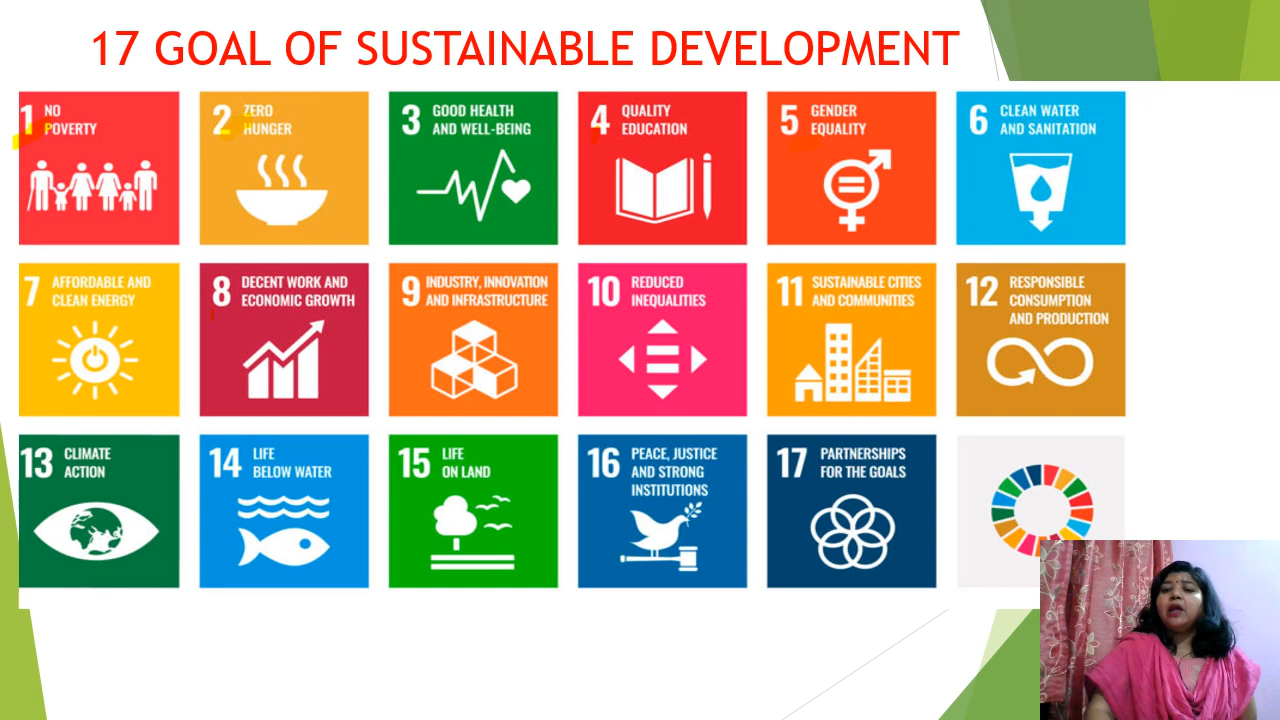 17 GOAL OF SUSTAINABLE DEVELOPMENT
1 NO
POVERTY
2 ZERO
HUNGER
3 GOOD HEALTH
AND WELL-BEING
4 QUALITY
EDUCATION
5 GENDER
EQUALITY
6 CLEAN WATER
AND SANITATION
7 AFFORDABLE AND
CLEAN ENERGY
8 DECENT WORK AND
ECONOMIC GROWTH
9 INDUSTRY, INNOVATION
AND INFRASTRUCTURE
10 REDUCED
INEQUALITIES
11 SUSTAINABLE CITIES
AND COMMUNITIES
12 RESPONSIBLE
CONSUMPTION
AND PRODUCTION
13 CLIMATE
ACTION
14 LIFE
BELOW WATER
15 LIFE
ON LAND
16 PEACE, JUSTICE
AND STRONG
INSTITUTIONS
17 PARTNERSHIPS
FOR THE GOALS